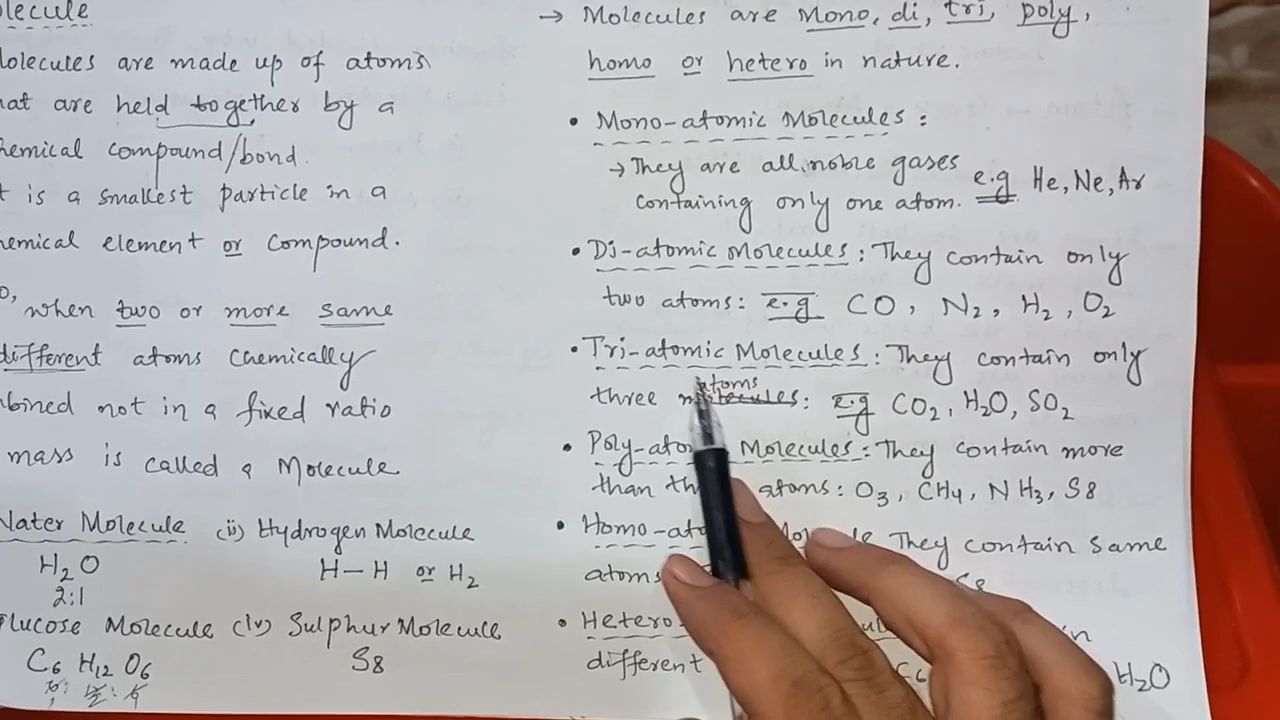 lecule
olecules are made up of atoms
hat are held together by a
hemical compound/bond.
t is a smallest particle in a
hemical element or compound.
o, when two or more same
different atoms chemically
bined not in a fixed ratio
mass is called a Molecule
Water Molecule (ii) Hydrogen Molecule
H2O H-H or H2
2:1
lucose Molecule (iv) Sulphur Molecule
C6 H12 O6 S8
→ Molecules are Mono, di, tri, poly,
homo or hetero in nature.
• Mono-atomic Molecules:
→ They are all noble gases
containing only one atom. e.g He, Ne, Ar
• Di-atomic Molecules: They contain only
two atoms: e.g CO, N2, H2, O2
• Tri-atomic Molecules: They contain only
three molecules atoms: e.g CO2, H2O, SO2
• Poly-ato Molecules: They contain more
than th atoms: O3, CH4, NH3, S8
• Homo-ato They contain same
atoms S8
• Hetero
different C6 H2O